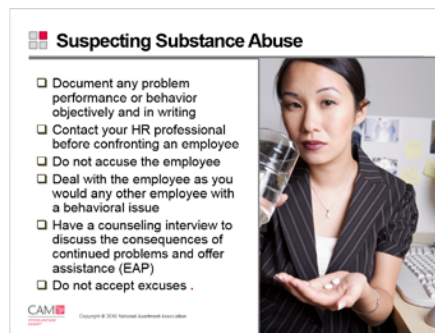 Suspecting Substance Abuse
Document any problem
performance or behavior
objectively and in writing
Contact your HR professional
before confronting an employee
Do not accuse the employee
Deal with the employee as you
would any other employee with
a behavioral issue
Have a counseling interview to
discuss the consequences of
continued problems and offer
assistance (EAP)
Do not accept excuses .
CAM
Copyright © 2010 National Apartment Association